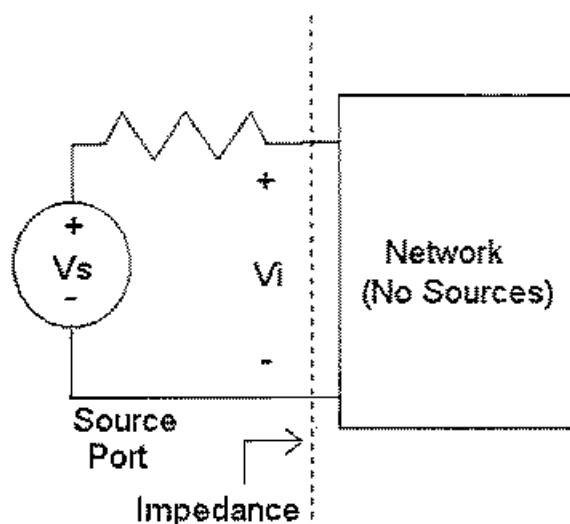 +
+
Vs
Vi
-
-
Network
(No Sources)
Source
Port
Impedance